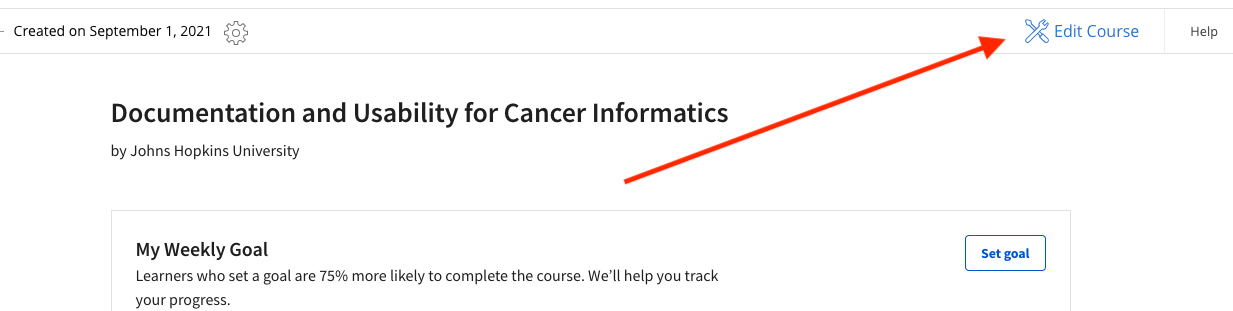 Created on September 1, 2021
Edit Course
Help
Documentation and Usability for Cancer Informatics
by Johns Hopkins University
My Weekly Goal
Set goal
Learners who set a goal are 75% more likely to complete the course. We’ll help you track
your progress.